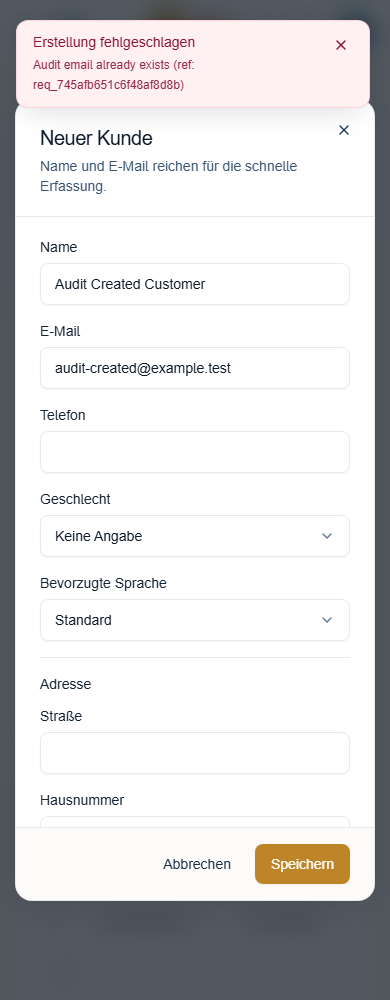 Erstellung fehlgeschlagen
Audit email already exists (ref:
req_745afb651c6f48af8d8b)
Neuer Kunde
Name und E-Mail reichen für die schnelle
Erfassung.
Name
Audit Created Customer
E-Mail
audit-created@example.test
Telefon
Geschlecht
Keine Angabe
Bevorzugte Sprache
Standard
Adresse
Straße
Hausnummer
Abbrechen
Speichern